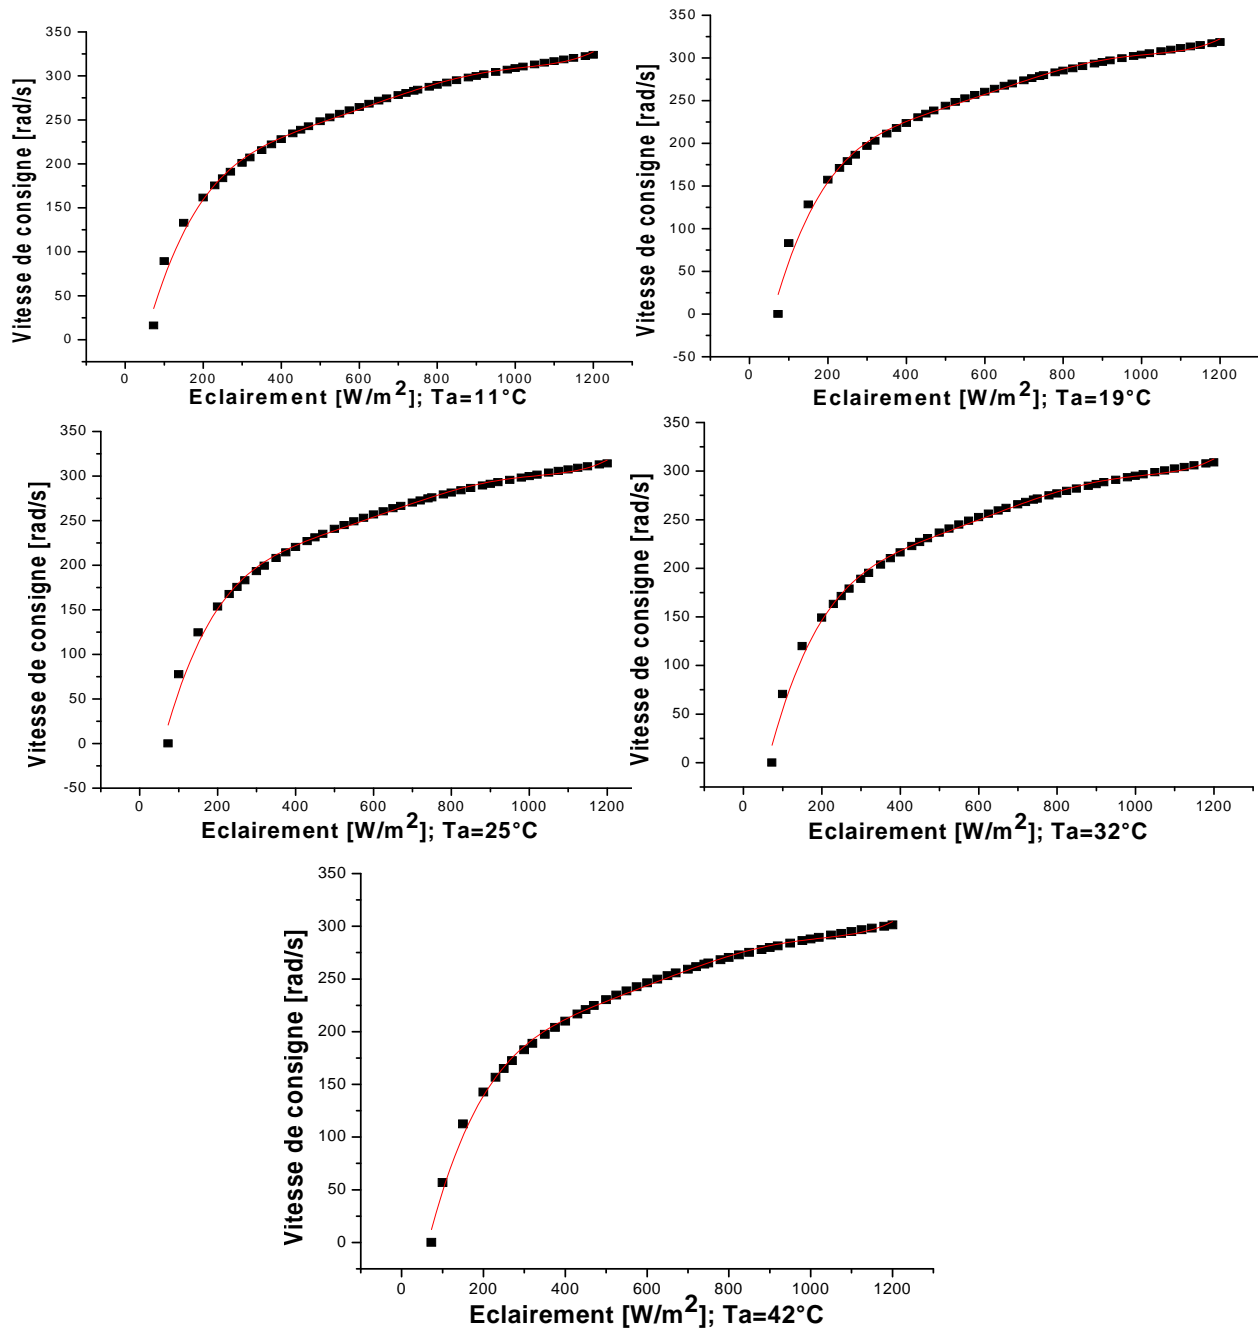 Vitesse de consigne [rad/s]
350
300
250
200
150
100
50
0
0 200 400 600 800 1000 1200
Eclairement [W/m²]; Ta=11°C
Vitesse de consigne [rad/s]
350
300
250
200
150
100
50
0
-50
0 200 400 600 800 1000 1200
Eclairement [W/m²]; Ta=19°C
Vitesse de consigne [rad/s]
350
300
250
200
150
100
50
0
-50
0 200 400 600 800 1000 1200
Eclairement [W/m²]; Ta=25°C
Vitesse de consigne [rad/s]
350
300
250
200
150
100
50
0
0 200 400 600 800 1000 1200
Eclairement [W/m²]; Ta=32°C
Vitesse de consigne [rad/s]
350
300
250
200
150
100
50
0
0 200 400 600 800 1000 1200
Eclairement [W/m²]; Ta=42°C